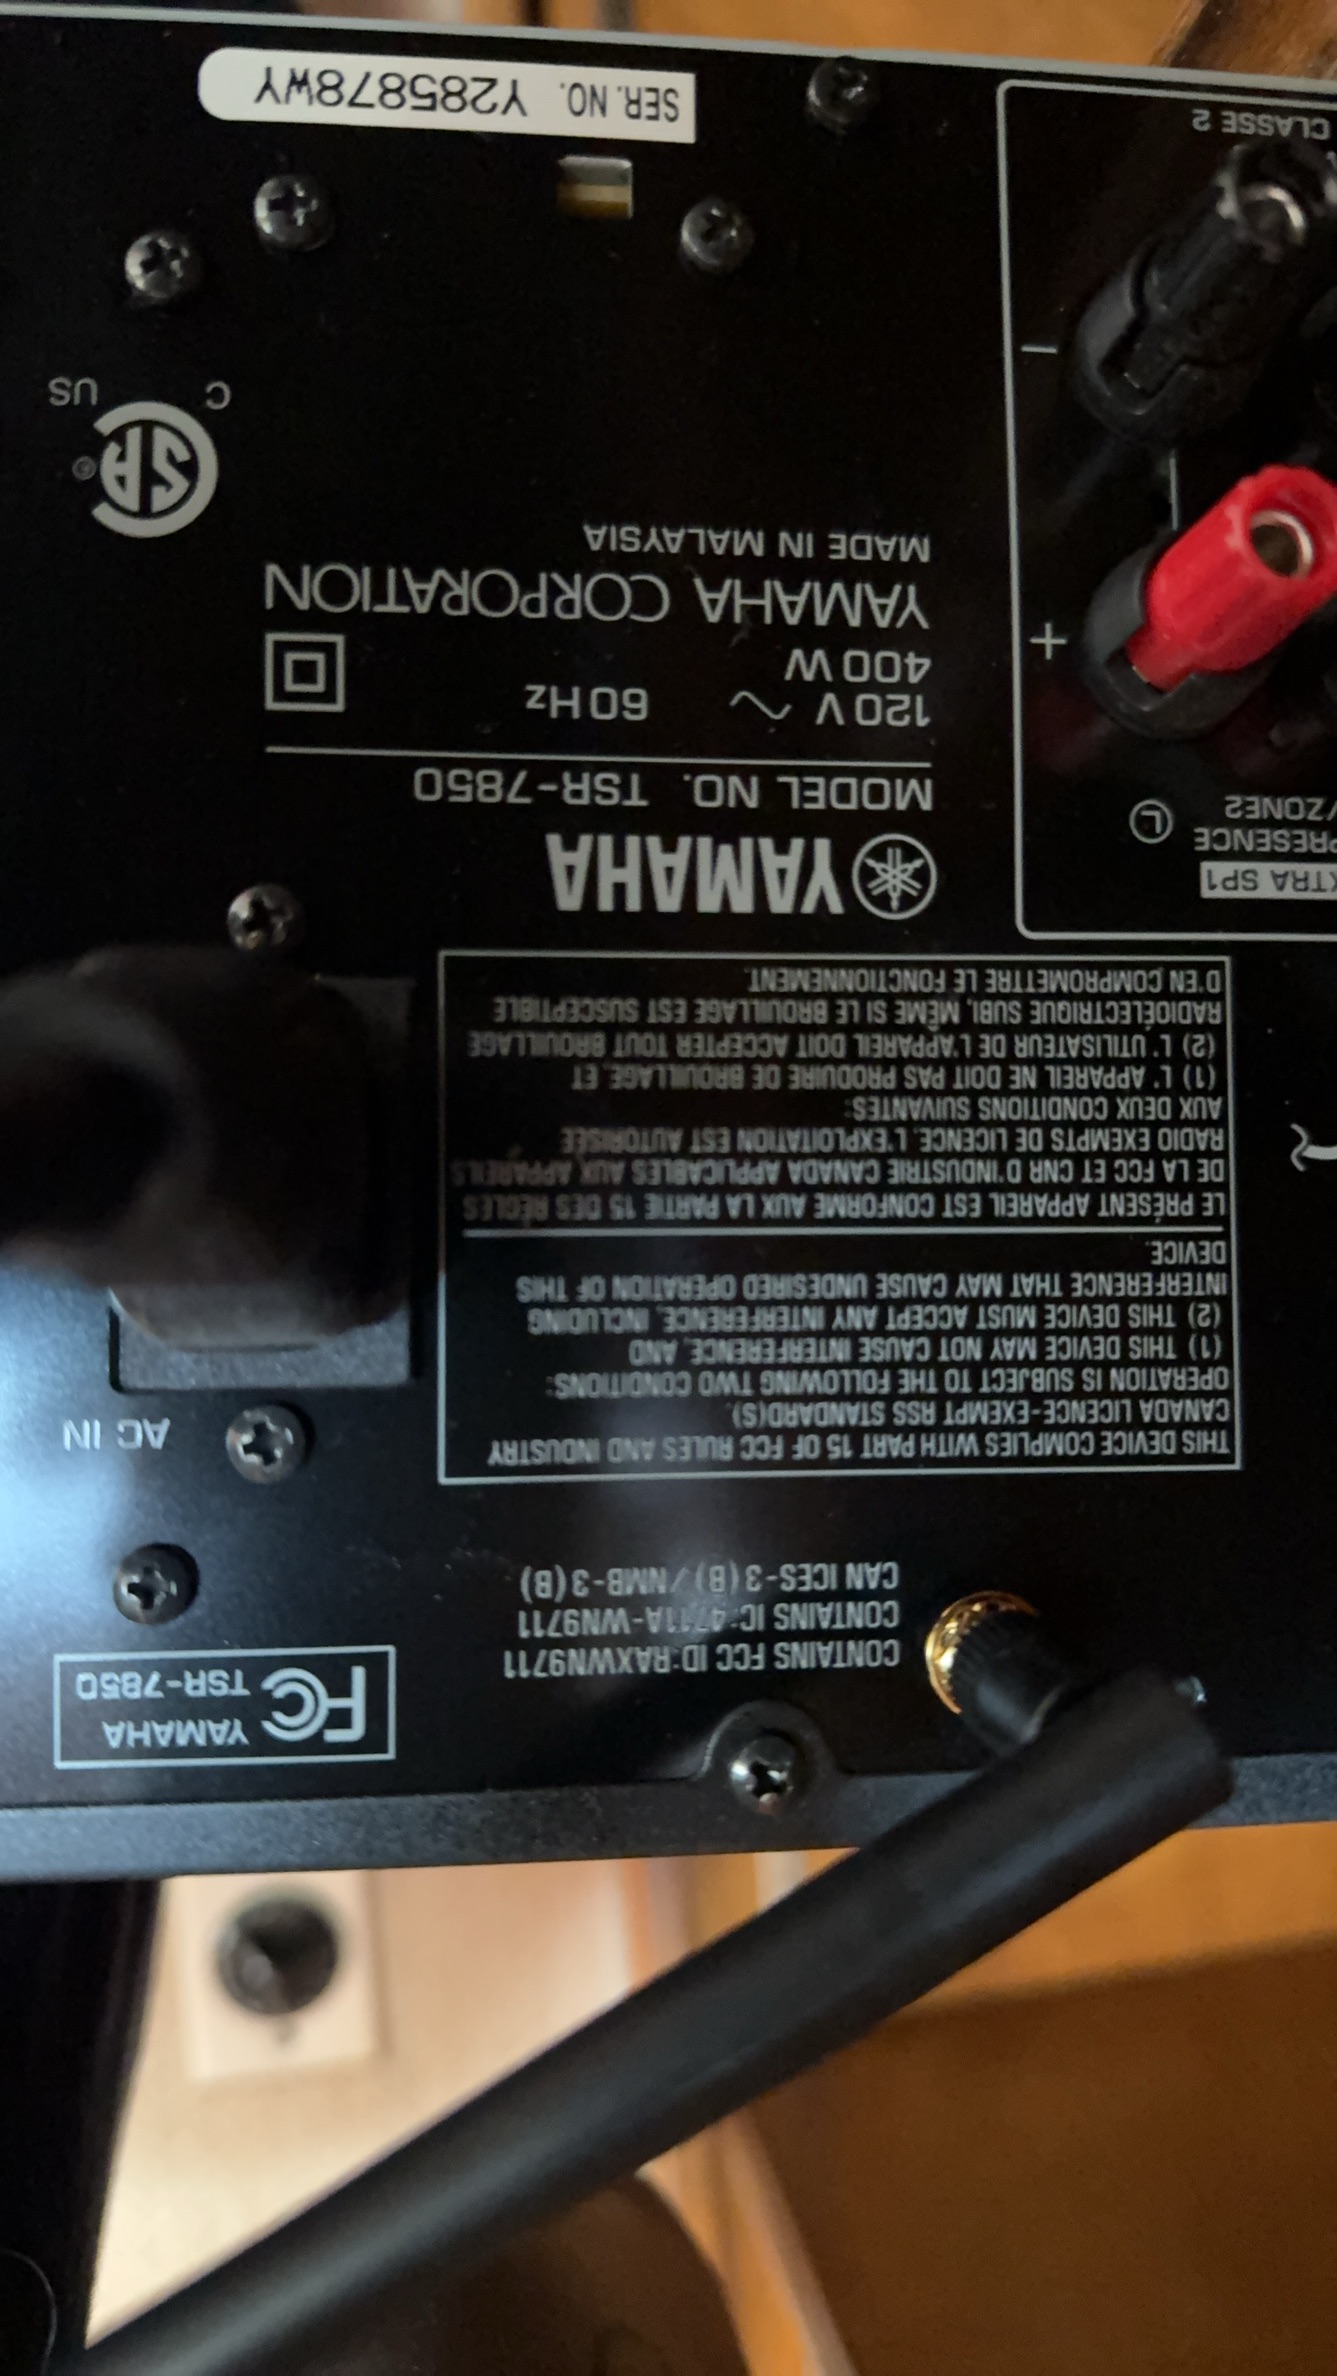 YAMAHA
FC TSR-7850
CONTAINS FCC ID:RAXWN9711
CONTAINS IC:4711A-WN9711
CAN ICES-3(B)/NMB-3(B)
AC IN
THIS DEVICE COMPLIES WITH PART 15 OF FCC RULES AND INDUSTRY
CANADA LICENCE-EXEMPT RSS STANDARD(S).
OPERATION IS SUBJECT TO THE FOLLOWING TWO CONDITIONS:
(1) THIS DEVICE MAY NOT CAUSE INTERFERENCE, AND
(2) THIS DEVICE MUST ACCEPT ANY INTERFERENCE, INCLUDING
INTERFERENCE THAT MAY CAUSE UNDESIRED OPERATION OF THIS
DEVICE.
LE PRÉSENT APPAREIL EST CONFORME AUX LA PARTIE 15 DES RÈGLES
DE LA FCC ET CNR D'INDUSTRIE CANADA APPLICABLES AUX APPAREILS
RADIO EXEMPTS DE LICENCE. L'EXPLOITATION EST AUTORISÉE
AUX DEUX CONDITIONS SUIVANTES:
(1) L' APPAREIL NE DOIT PAS PRODUIRE DE BROUILLAGE, ET
(2) L' UTILISATEUR DE L'APPAREIL DOIT ACCEPTER TOUT BROUILLAGE
RADIOÉLECTRIQUE SUBI, MÊME SI LE BROUILLAGE EST SUSCEPTIBLE
D'EN COMPROMETTRE LE FONCTIONNEMENT.
XTRA SP1
PRESENCE
/ZONE2
L
+
−
CLASSE 2
YAMAHA
MODEL NO. TSR-7850
120V ~ 60Hz
400W
YAMAHA CORPORATION
MADE IN MALAYSIA
SA ®
C US
SER. NO. Y285878WY